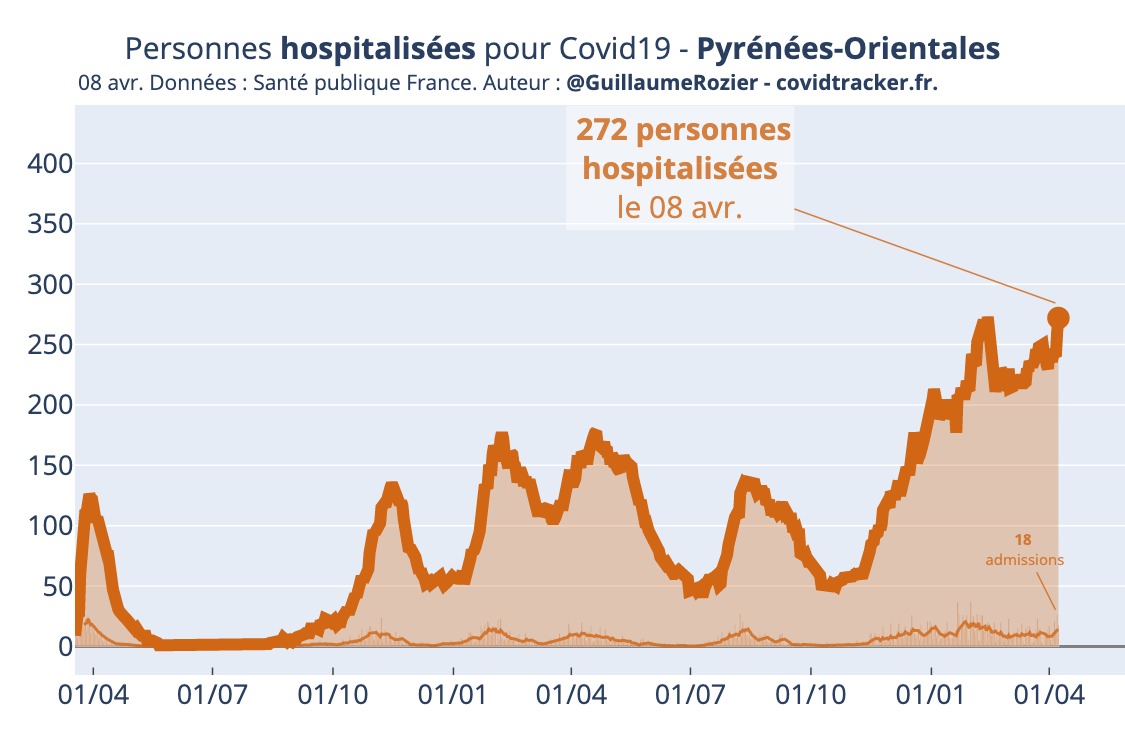 Personnes hospitalisées pour Covid19 - Pyrénées-Orientales
08 avr. Données : Santé publique France. Auteur : @GuillaumeRozier - covidtracker.fr.
272 personnes
hospitalisées
le 08 avr.
400
350
300
250
200
150
100
50
0
18
admissions
01/04 01/07 01/10 01/01 01/04 01/07 01/10 01/01 01/04